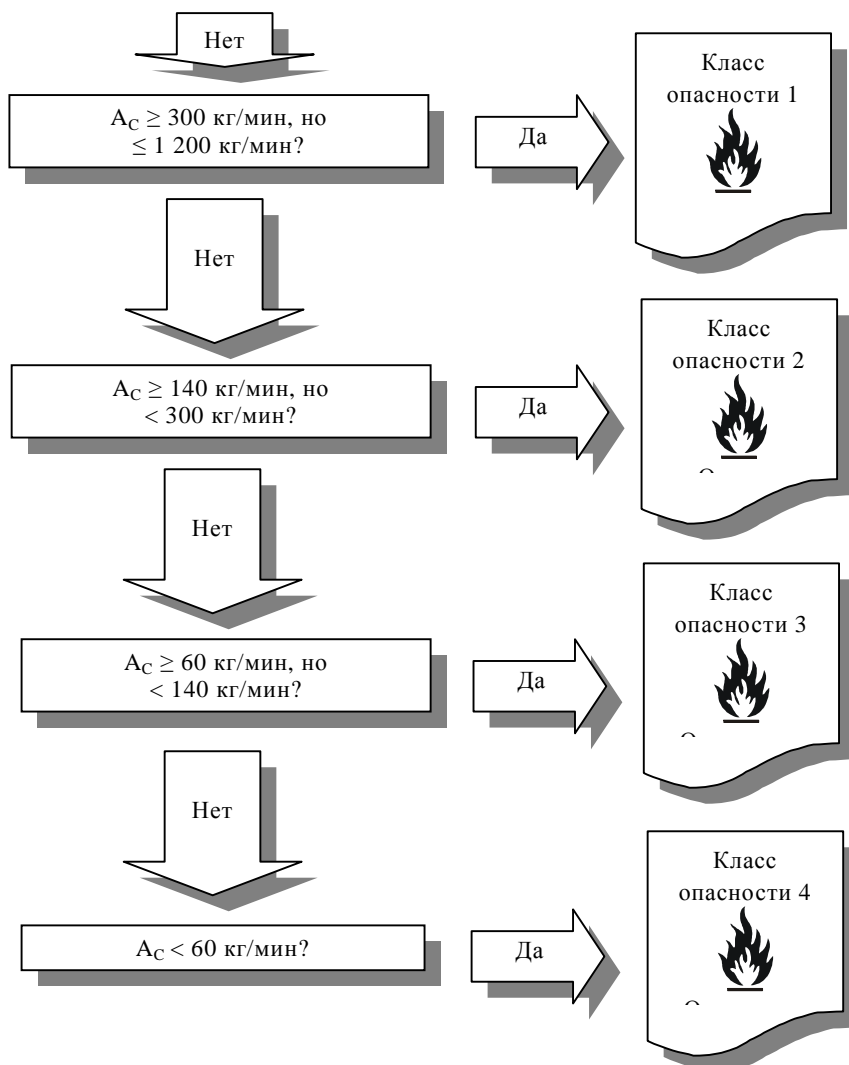 Нет
A_C ≥ 300 кг/мин, но
≤ 1 200 кг/мин?
Да
Класс
опасности 1
Нет
A_C ≥ 140 кг/мин, но
< 300 кг/мин?
Да
Класс
опасности 2
Нет
A_C ≥ 60 кг/мин, но
< 140 кг/мин?
Да
Класс
опасности 3
Нет
A_C < 60 кг/мин?
Да
Класс
опасности 4